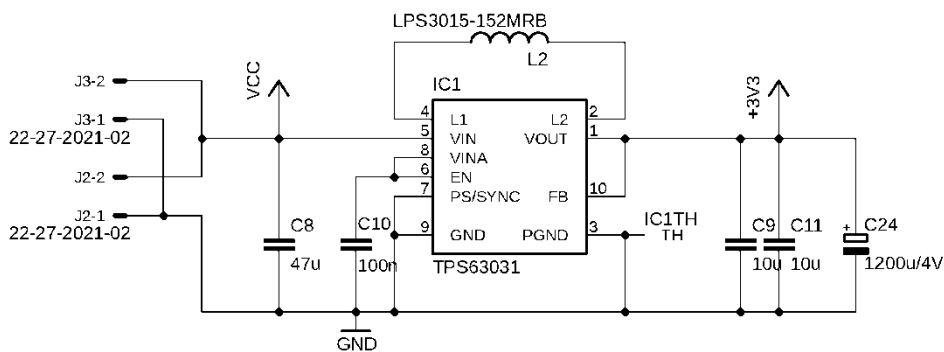 LPS3015-152MRB
L2
J3-2
VCC
IC1
+3V3
J3-1
22-27-2021-02
4
L1
L2
2
5
VIN
VOUT
1
8
VINA
J2-2
6
EN
7
PS/SYNC
FB
10
J2-1
22-27-2021-02
C8
C10
9
GND
PGND
3
IC1TH
TH
C9
C11
+
C24
47u
100n
TPS63031
10u
10u
1200u/4V
GND